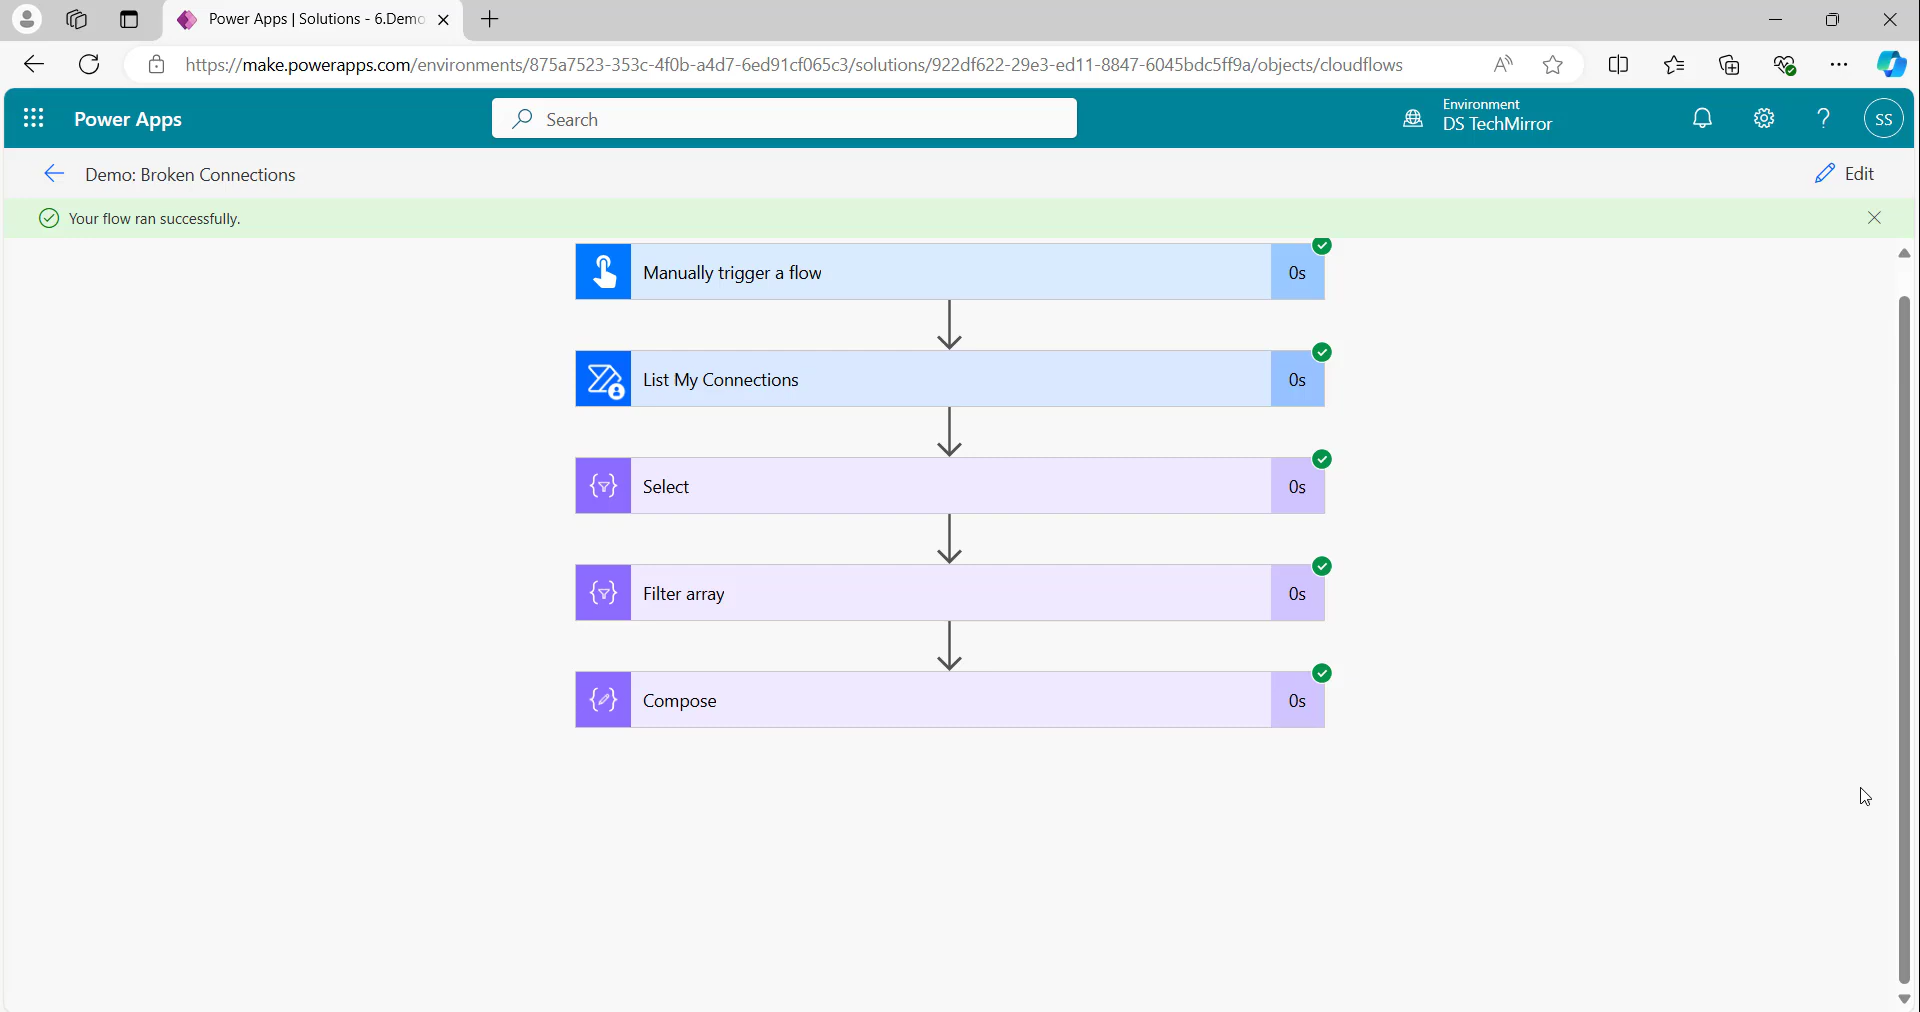 Power Apps | Solutions - 6.Demo
https://make.powerapps.com/environments/875a7523-353c-4f0b-a4d7-6ed91cf065c3/solutions/922df622-29e3-ed11-8847-6045bdc5ff9a/objects/cloudflows
Power Apps
Search
Environment
DS TechMirror
SS
Demo: Broken Connections
Edit
Your flow ran successfully.
Manually trigger a flow
0s
List My Connections
0s
Select
0s
Filter array
0s
Compose
0s